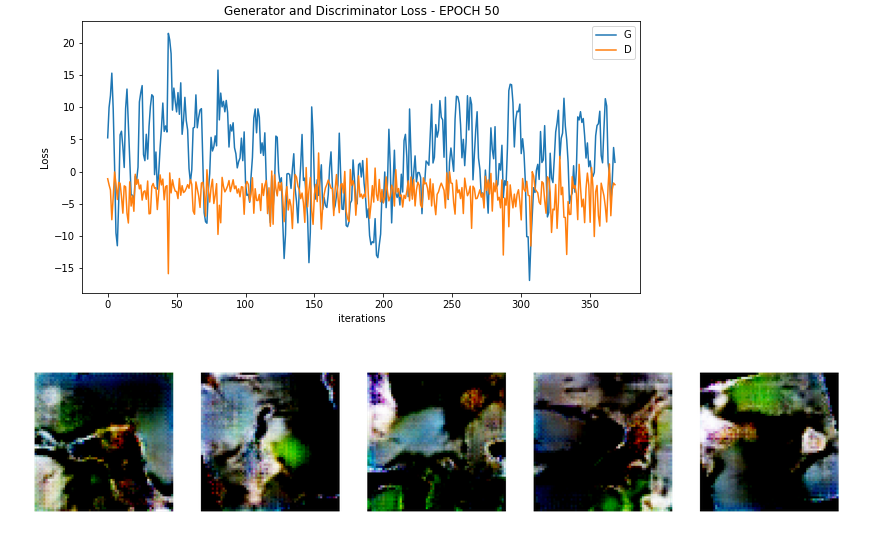 Generator and Discriminator Loss - EPOCH 50
G
D
Loss
20
15
10
5
0
−5
−10
−15
0 50 100 150 200 250 300 350
iterations